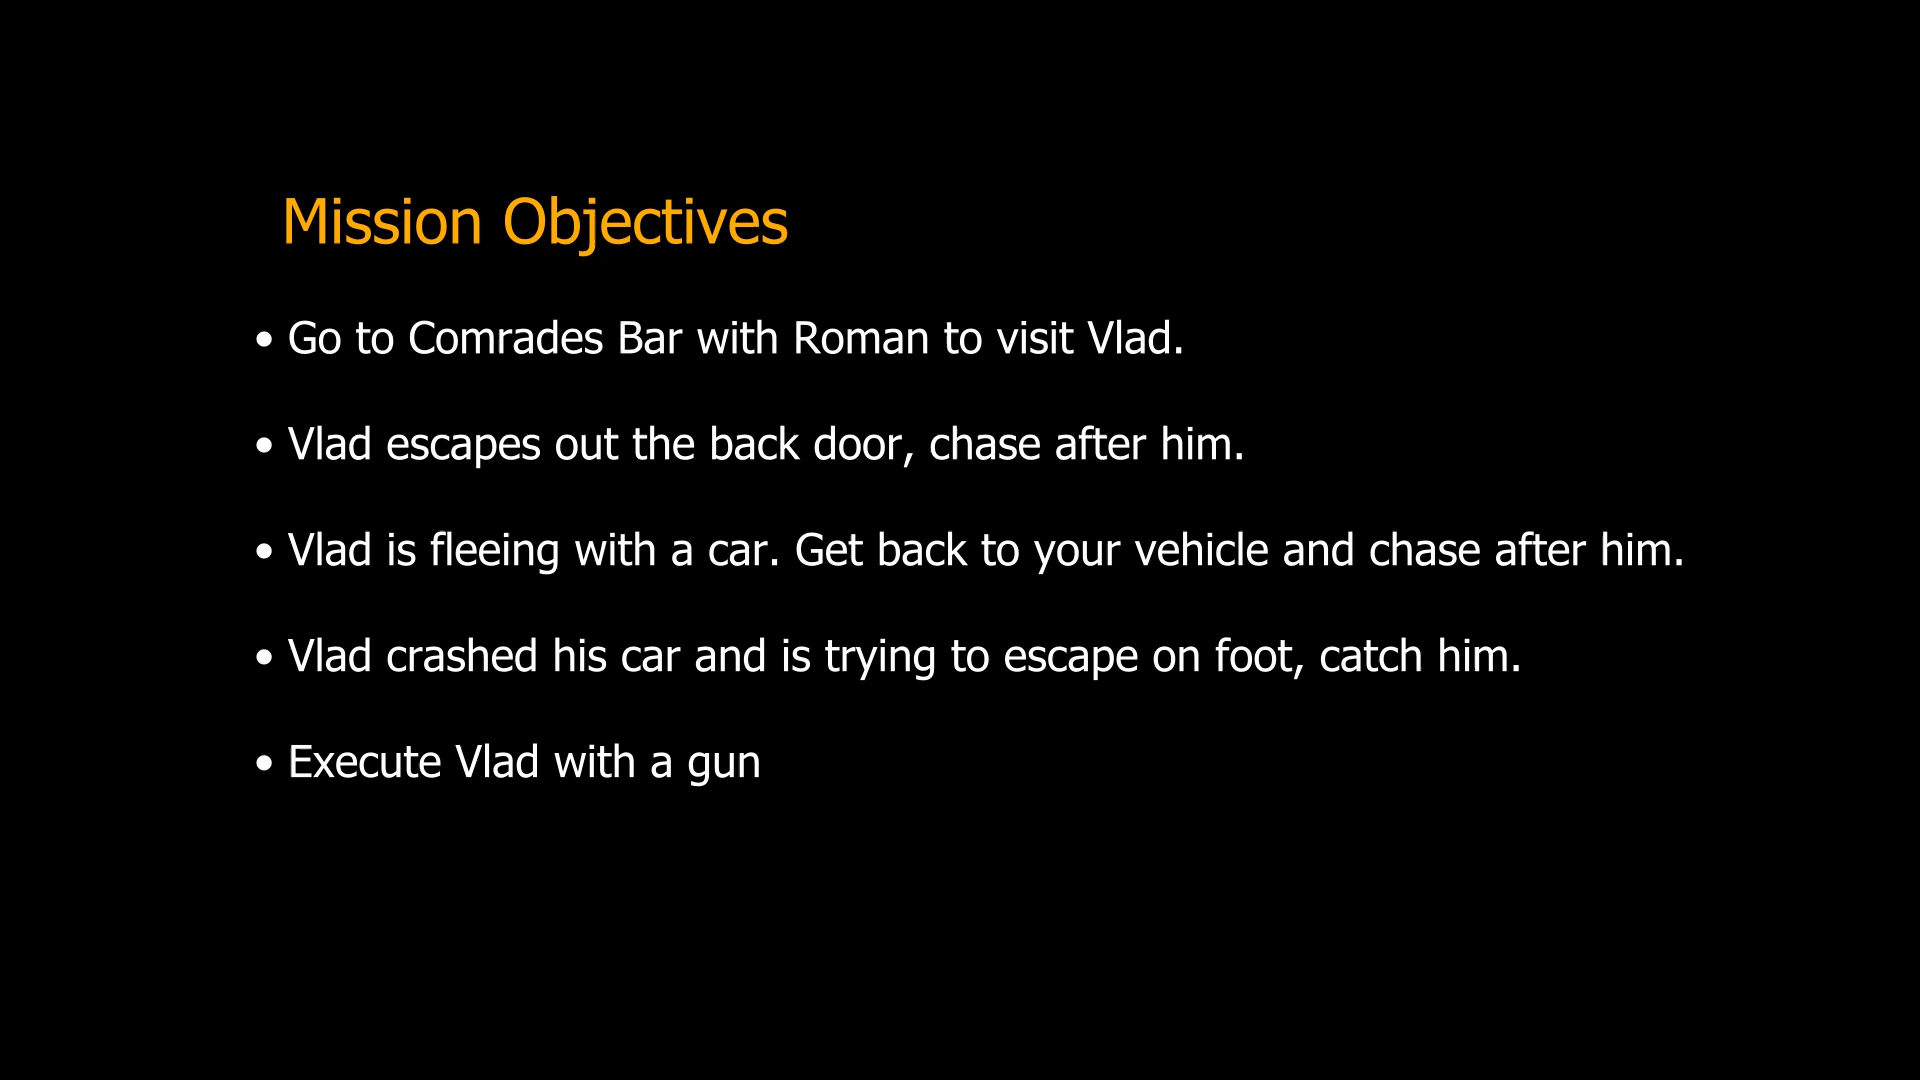 Mission Objectives
• Go to Comrades Bar with Roman to visit Vlad.
• Vlad escapes out the back door, chase after him.
• Vlad is fleeing with a car. Get back to your vehicle and chase after him.
• Vlad crashed his car and is trying to escape on foot, catch him.
• Execute Vlad with a gun